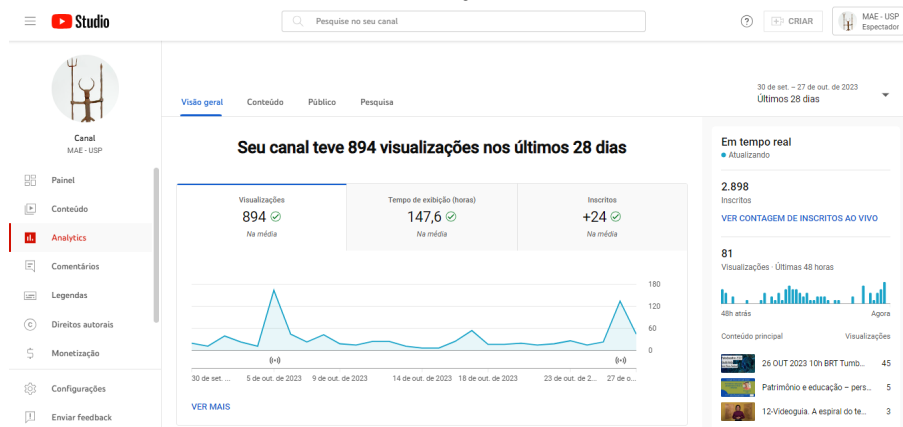 Studio
Pesquise no seu canal
CRIAR
MAE - USP
Espectador
Canal
MAE - USP
Painel
Conteúdo
Analytics
Comentários
Legendas
Direitos autorais
Monetização
Configurações
Enviar feedback
Visão geral
Conteúdo
Público
Pesquisa
30 de set. – 27 de out. de 2023
Últimos 28 dias
Seu canal teve 894 visualizações nos últimos 28 dias
Visualizações
894
Na média
Tempo de exibição (horas)
147,6
Na média
Inscritos
+24
Na média
180
120
60
0
30 de set. ...
5 de out. de 2023
9 de out. de 2023
14 de out. de 2023
18 de out. de 2023
23 de out. de 2...
27 de o...
VER MAIS
Em tempo real
Atualizando
2.898
Inscritos
VER CONTAGEM DE INSCRITOS AO VIVO
81
Visualizações · Últimas 48 horas
48h atrás
Agora
Conteúdo principal
Visualizações
26 OUT 2023 10h BRT Tumb...
45
Patrimônio e educação – pers...
5
12-Videoguia. A espiral do te...
3